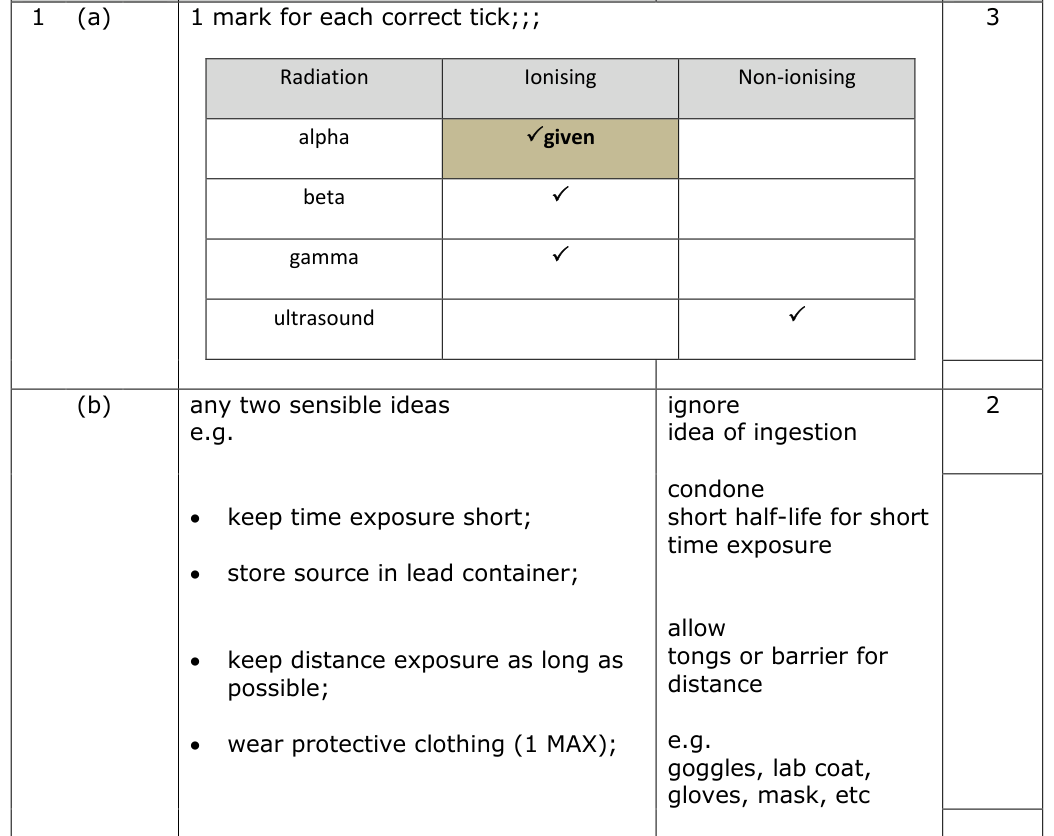 1 (a) 1 mark for each correct tick;;; 3
Radiation Ionising Non-ionising
alpha ✓given
beta ✓
gamma ✓
ultrasound ✓
(b) any two sensible ideas ignore 2
e.g. idea of ingestion
condone
• keep time exposure short; short half-life for short
time exposure
• store source in lead container;
allow
• keep distance exposure as long as tongs or barrier for
possible; distance
• wear protective clothing (1 MAX); e.g.
goggles, lab coat,
gloves, mask, etc